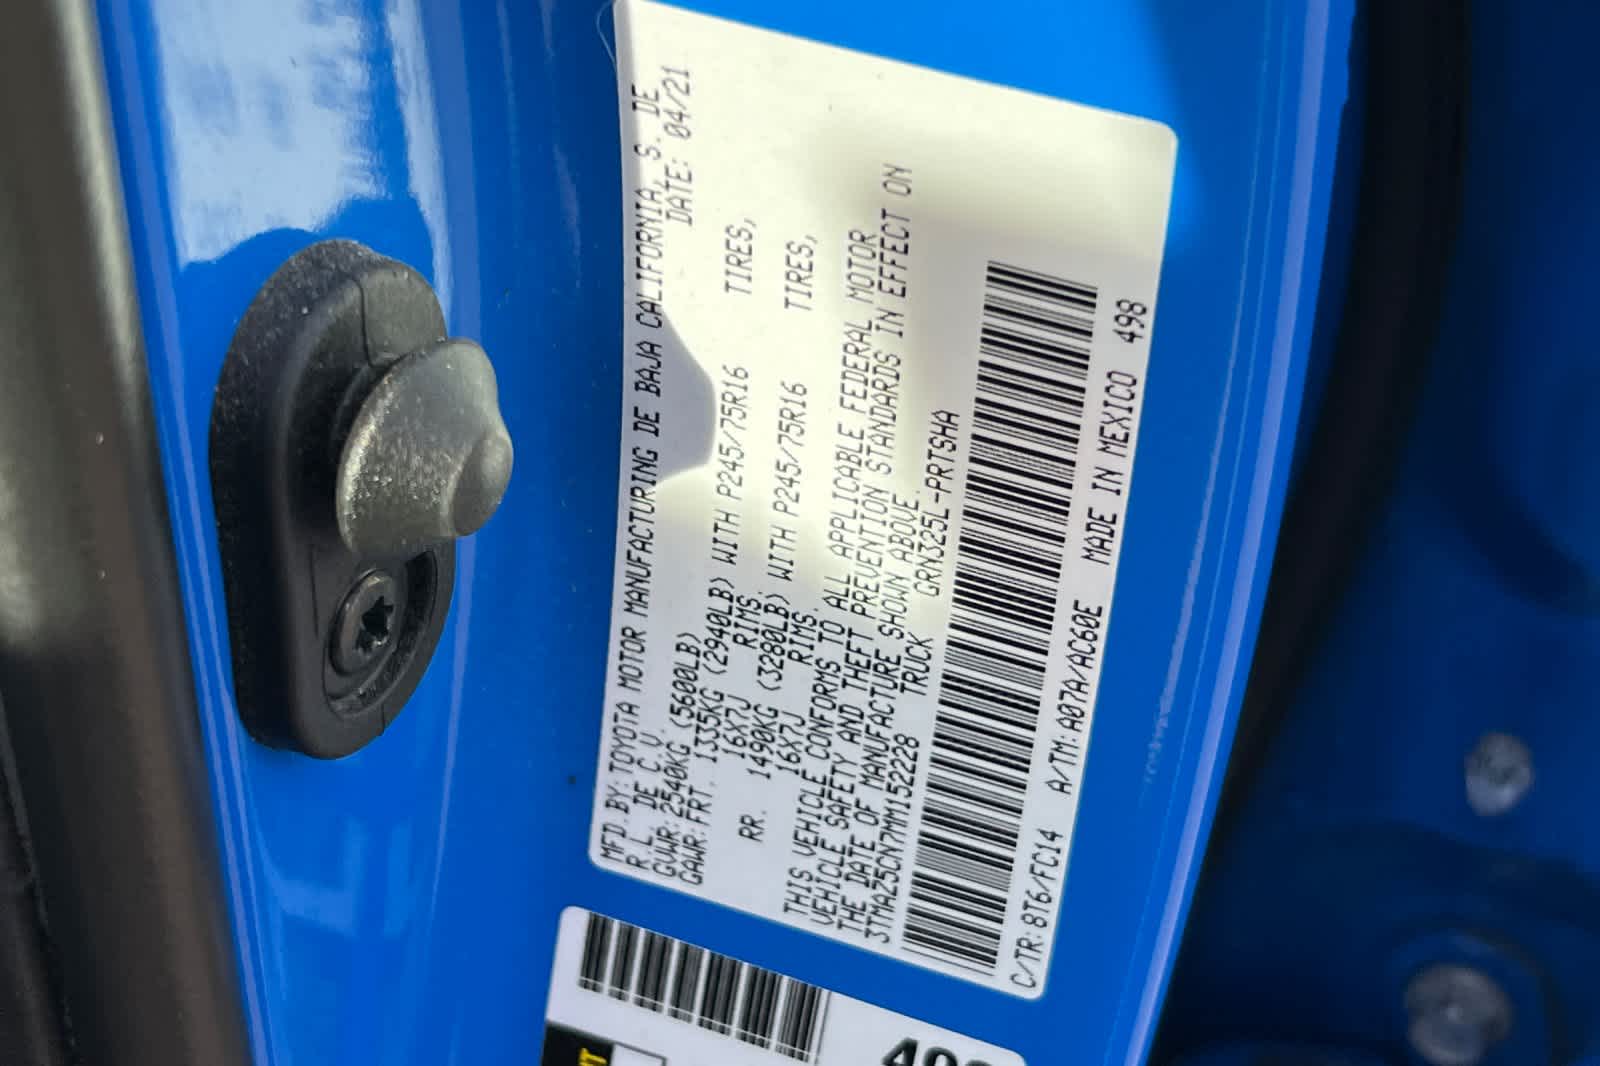 MFD.BY:TOYOTA MOTOR MANUFACTURING DE BAJA CALIFORNIA, S. DE
R.L. DE C.V. DATE: 04/21
GVWR:2540KG (5600LB)
GAWR:FRT. 1335KG (2940LB) WITH P245/75R16 TIRES,
16X7J RIMS.
RR. 1490KG (3280LB) WITH P245/75R16 TIRES,
16X7J RIMS.
THIS VEHICLE CONFORMS TO ALL APPLICABLE FEDERAL MOTOR
VEHICLE SAFETY AND THEFT PREVENTION STANDARDS IN EFFECT ON
THE DATE OF MANUFACTURE SHOWN ABOVE.
3TMAZ5CN7MM152228 TRUCK GRN325L-PRTSHA
C/TR:8T6/FC14 A/TM:A07A/AC60E MADE IN MEXICO 498